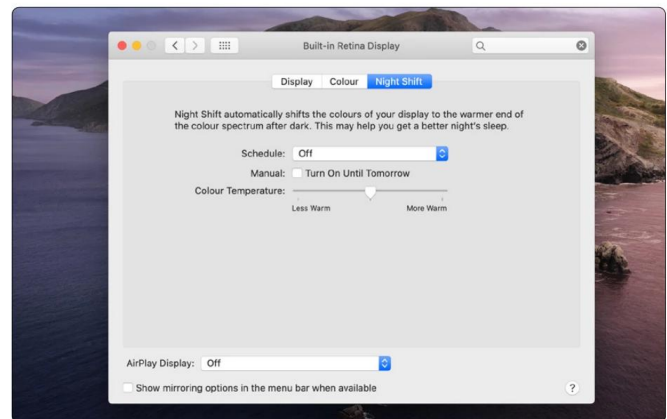 Built-in Retina Display
Display Colour Night Shift
Night Shift automatically shifts the colours of your display to the warmer end of
the colour spectrum after dark. This may help you get a better night's sleep.
Schedule: Off
Manual: Turn On Until Tomorrow
Colour Temperature:
Less Warm More Warm
AirPlay Display: Off
Show mirroring options in the menu bar when available ?